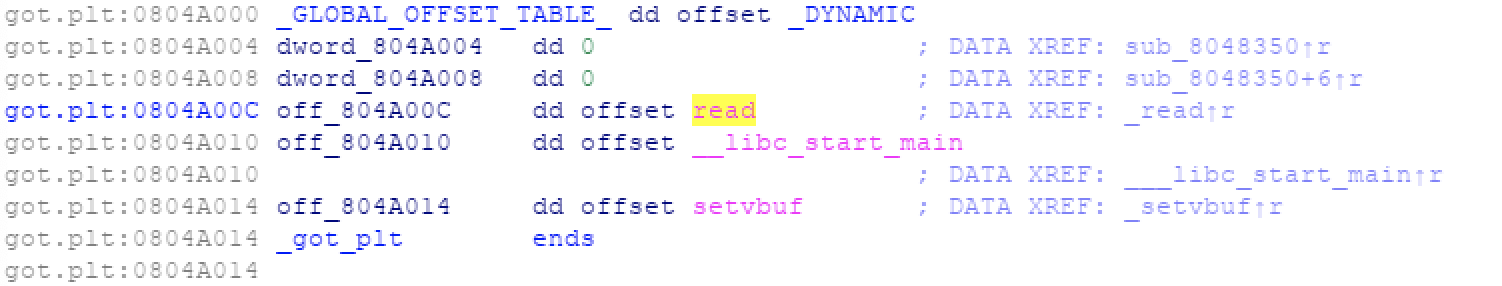 got.plt:0804A000 _GLOBAL_OFFSET_TABLE_ dd offset _DYNAMIC
got.plt:0804A004 dword_804A004 dd 0 ; DATA XREF: sub_8048350↑r
got.plt:0804A008 dword_804A008 dd 0 ; DATA XREF: sub_8048350+6↑r
got.plt:0804A00C off_804A00C dd offset read ; DATA XREF: _read↑r
got.plt:0804A010 off_804A010 dd offset __libc_start_main
got.plt:0804A010 ; DATA XREF: ___libc_start_main↑r
got.plt:0804A014 off_804A014 dd offset setvbuf ; DATA XREF: _setvbuf↑r
got.plt:0804A014 _got_plt ends
got.plt:0804A014